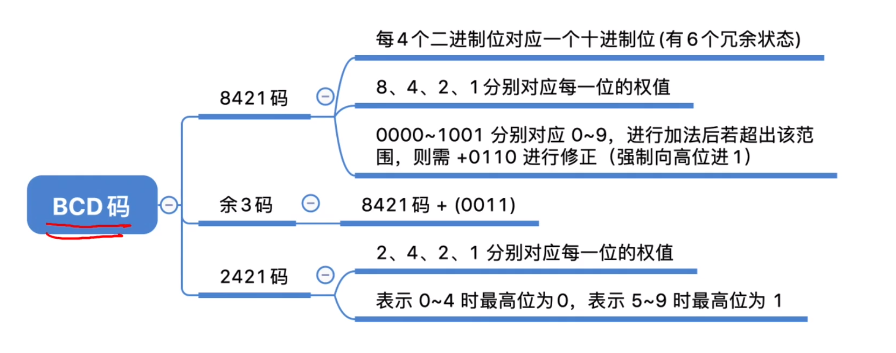 每4个二进制位对应一个十进制位(有6个冗余状态)
8421码
8、4、2、1分别对应每一位的权值
0000~1001 分别对应 0~9，进行加法后若超出该范
围，则需 +0110 进行修正（强制向高位进1）
BCD码
余3码
8421码 + (0011)
2421码
2、4、2、1 分别对应每一位的权值
表示 0~4 时最高位为0，表示 5~9 时最高位为 1